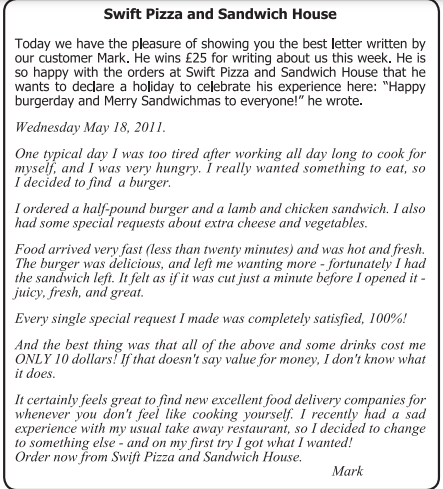 Swift Pizza and Sandwich House
Today we have the pleasure of showing you the best letter written by
our customer Mark. He wins £25 for writing about us this week. He is
so happy with the orders at Swift Pizza and Sandwich House that he
wants to declare a holiday to celebrate his experience here: “Happy
burgerday and Merry Sandwichmas to everyone!” he wrote.
Wednesday May 18, 2011.
One typical day I was too tired after working all day long to cook for
myself, and I was very hungry. I really wanted something to eat, so
I decided to find a burger.
I ordered a half-pound burger and a lamb and chicken sandwich. I also
had some special requests about extra cheese and vegetables.
Food arrived very fast (less than twenty minutes) and was hot and fresh.
The burger was delicious, and left me wanting more - fortunately I had
the sandwich left. It felt as if it was cut just a minute before I opened it -
juicy, fresh, and great.
Every single special request I made was completely satisfied, 100%!
And the best thing was that all of the above and some drinks cost me
ONLY 10 dollars! If that doesn't say value for money, I don't know what
it does.
It certainly feels great to find new excellent food delivery companies for
whenever you don't feel like cooking yourself. I recently had a sad
experience with my usual take away restaurant, so I decided to change
to something else - and on my first try I got what I wanted!
Order now from Swift Pizza and Sandwich House.
Mark